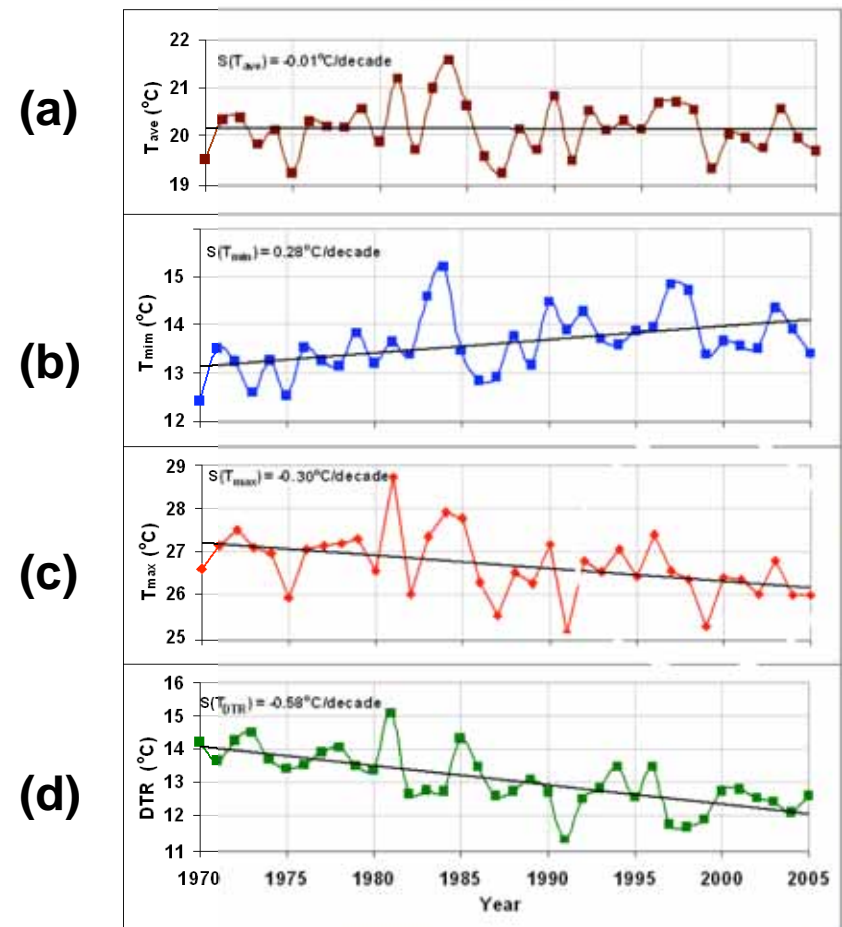 (a)
S(Tave) = -0.01°C/decade
Tave (°C)
22
21
20
19
(b)
S(Tmin) = 0.28°C/decade
Tmim (°C)
15
14
13
12
(c)
S(Tmax) = -0.30°C/decade
Tmax (°C)
29
28
27
26
25
(d)
S(TDTR) = -0.58°C/decade
DTR (°C)
16
15
14
13
12
11
1970 1975 1980 1985 1990 1995 2000 2005
Year